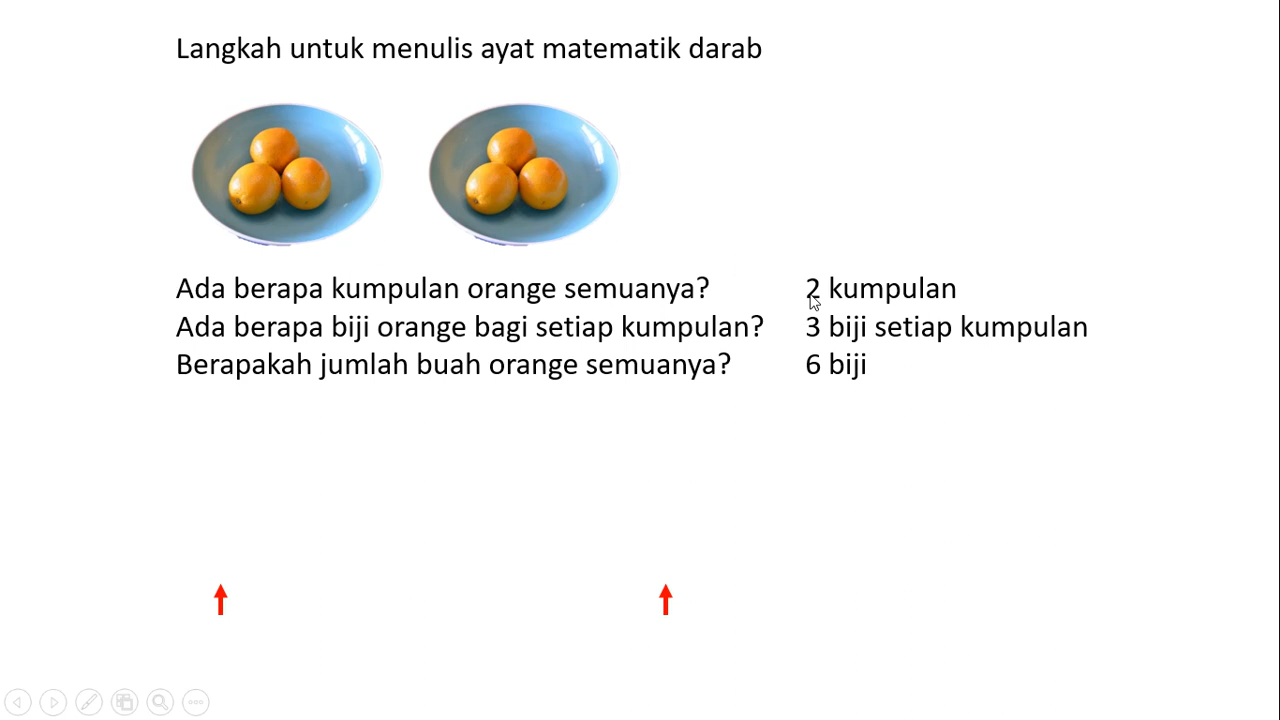 Langkah untuk menulis ayat matematik darab
Ada berapa kumpulan orange semuanya? 2 kumpulan
Ada berapa biji orange bagi setiap kumpulan? 3 biji setiap kumpulan
Berapakah jumlah buah orange semuanya? 6 biji